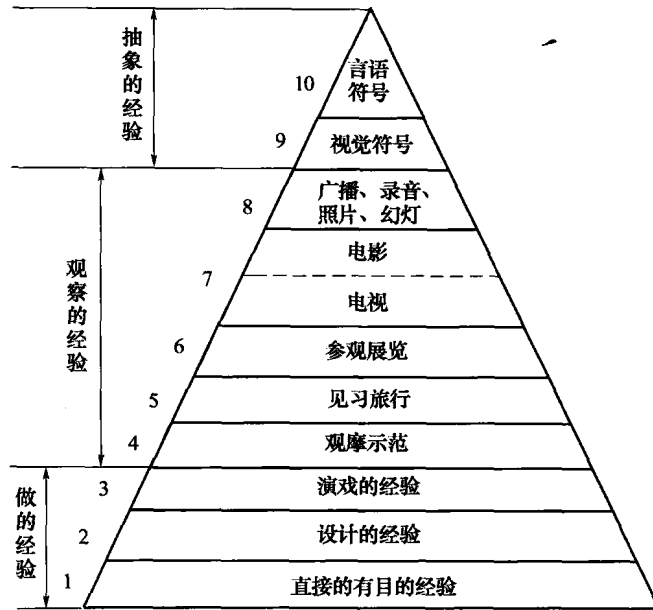 抽象的经验
10
言语
符号
9
视觉符号
观察的经验
8
广播、录音、
照片、幻灯
7
电影
电视
6
参观展览
5
见习旅行
4
观摩示范
做的经验
3
演戏的经验
2
设计的经验
1
直接的有目的经验